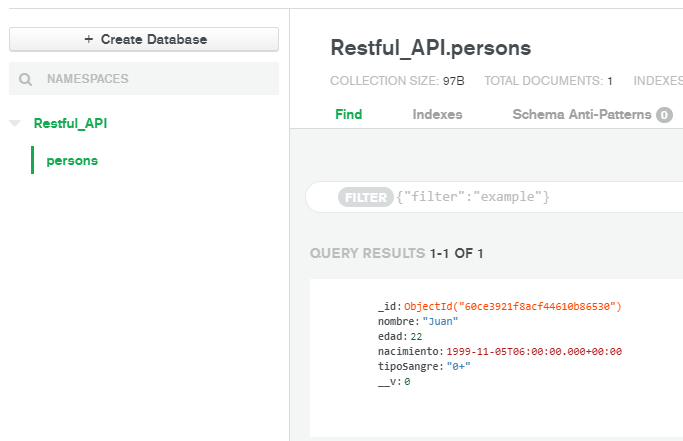 + Create Database
NAMESPACES
Restful_API
persons
Restful_API.persons
COLLECTION SIZE: 97B TOTAL DOCUMENTS: 1 INDEXES
Find Indexes Schema Anti-Patterns 0
FILTER {"filter":"example"}
QUERY RESULTS 1-1 OF 1
_id: ObjectId("60ce3921f8acf44610b86530")
nombre: "Juan"
edad: 22
nacimiento: 1999-11-05T06:00:00.000+00:00
tipoSangre: "0+"
__v: 0